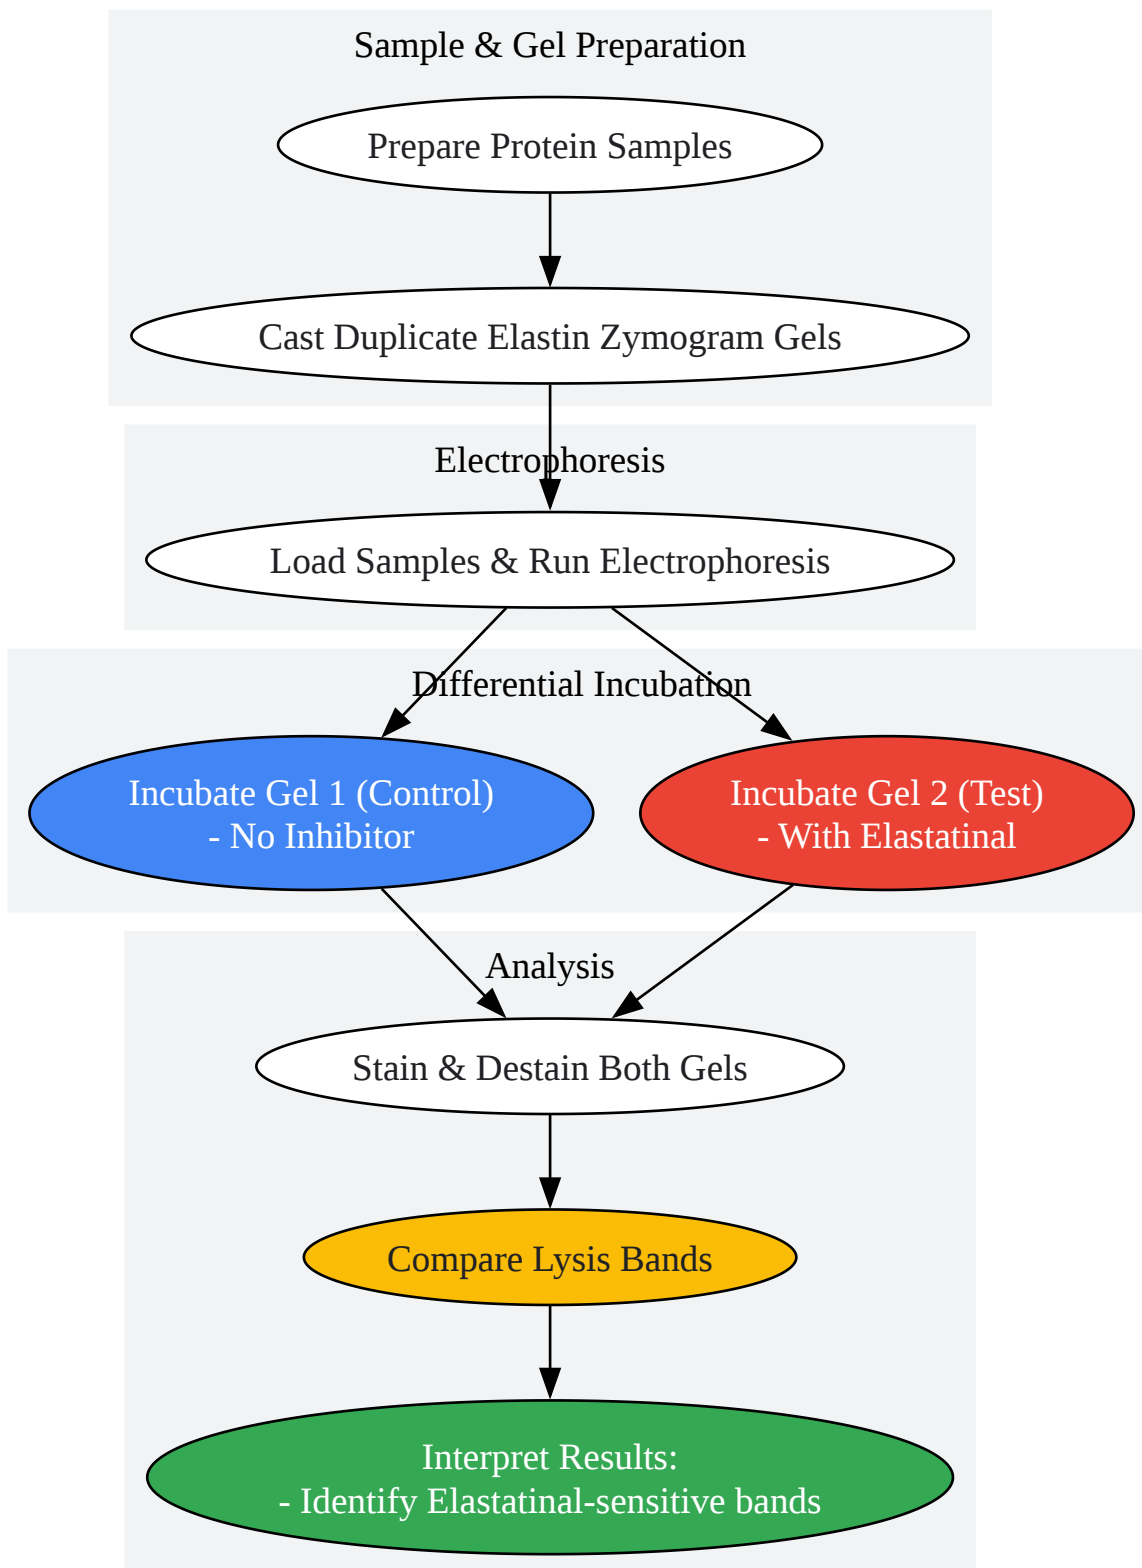 Sample & Gel Preparation
Prepare Protein Samples
Cast Duplicate Elastin Zymogram Gels
Electrophoresis
Load Samples & Run Electrophoresis
Differential Incubation
Incubate Gel 1 (Control)
- No Inhibitor
Incubate Gel 2 (Test)
- With Elastatinal
Analysis
Stain & Destain Both Gels
Compare Lysis Bands
Interpret Results:
- Identify Elastatinal-sensitive bands